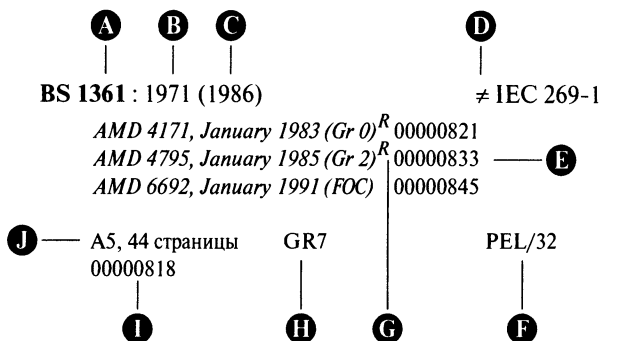 A B C D
BS 1361 : 1971 (1986) ≠ IEC 269-1
AMD 4171, January 1983 (Gr 0)R 00000821
AMD 4795, January 1985 (Gr 2)R 00000833 E
AMD 6692, January 1991 (FOC) 00000845
J A5, 44 страницы GR7 PEL/32
00000818
I H G F